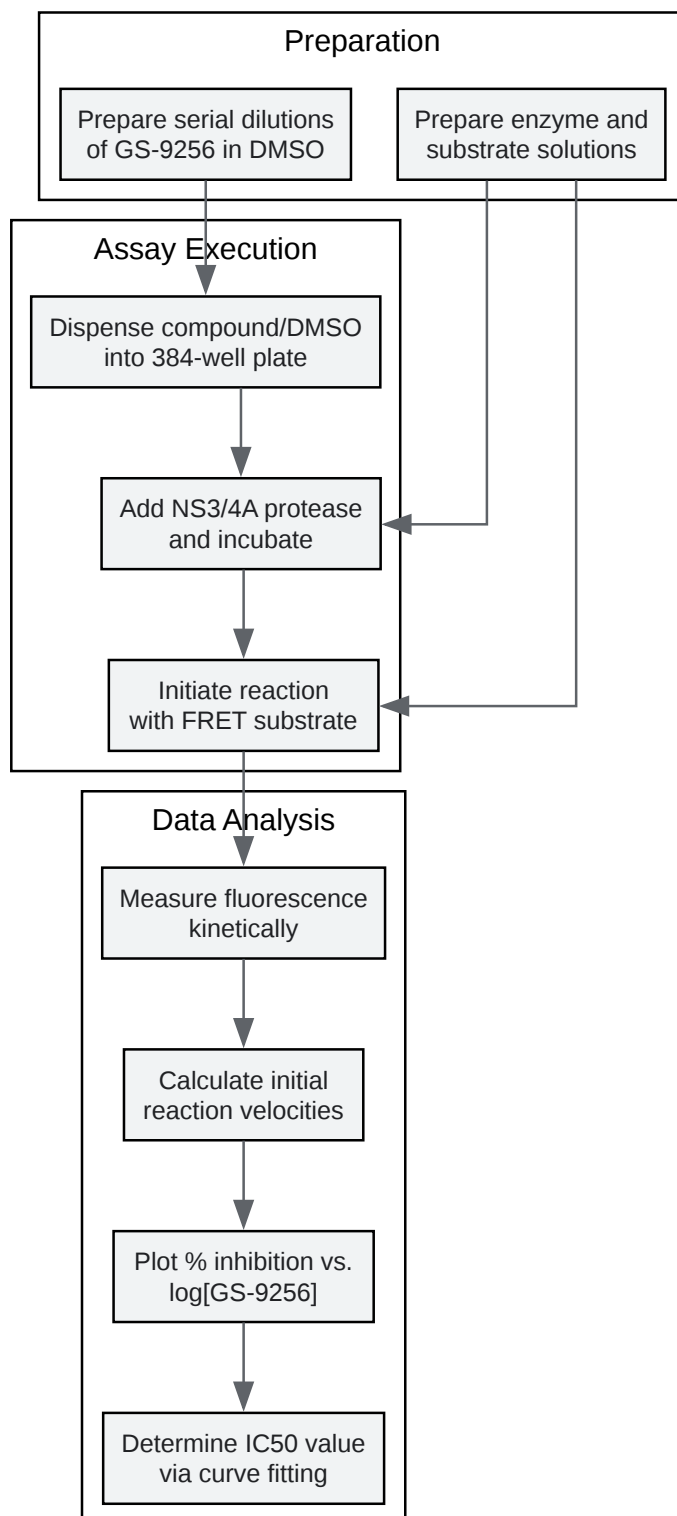 Preparation
Prepare serial dilutions
of GS-9256 in DMSO
Prepare enzyme and
substrate solutions
Assay Execution
Dispense compound/DMSO
into 384-well plate
Add NS3/4A protease
and incubate
Initiate reaction
with FRET substrate
Data Analysis
Measure fluorescence
kinetically
Calculate initial
reaction velocities
Plot % inhibition vs.
log[GS-9256]
Determine IC50 value
via curve fitting